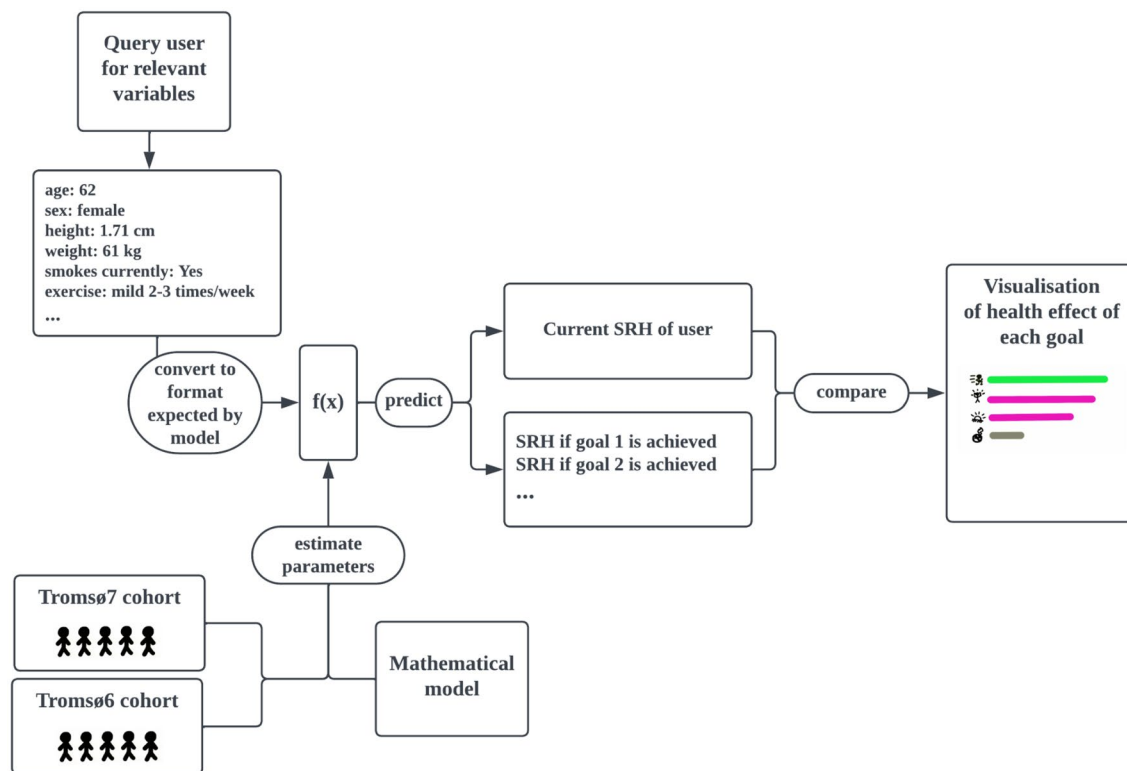 Query user
for relevant
variables
age: 62
sex: female
height: 1.71 cm
weight: 61 kg
smokes currently: Yes
exercise: mild 2-3 times/week
...
convert to
format
expected by
model
f(x)
predict
Current SRH of user
SRH if goal 1 is achieved
SRH if goal 2 is achieved
...
compare
Visualisation
of health effect of
each goal
estimate
parameters
Tromsø7 cohort
Tromsø6 cohort
Mathematical
model